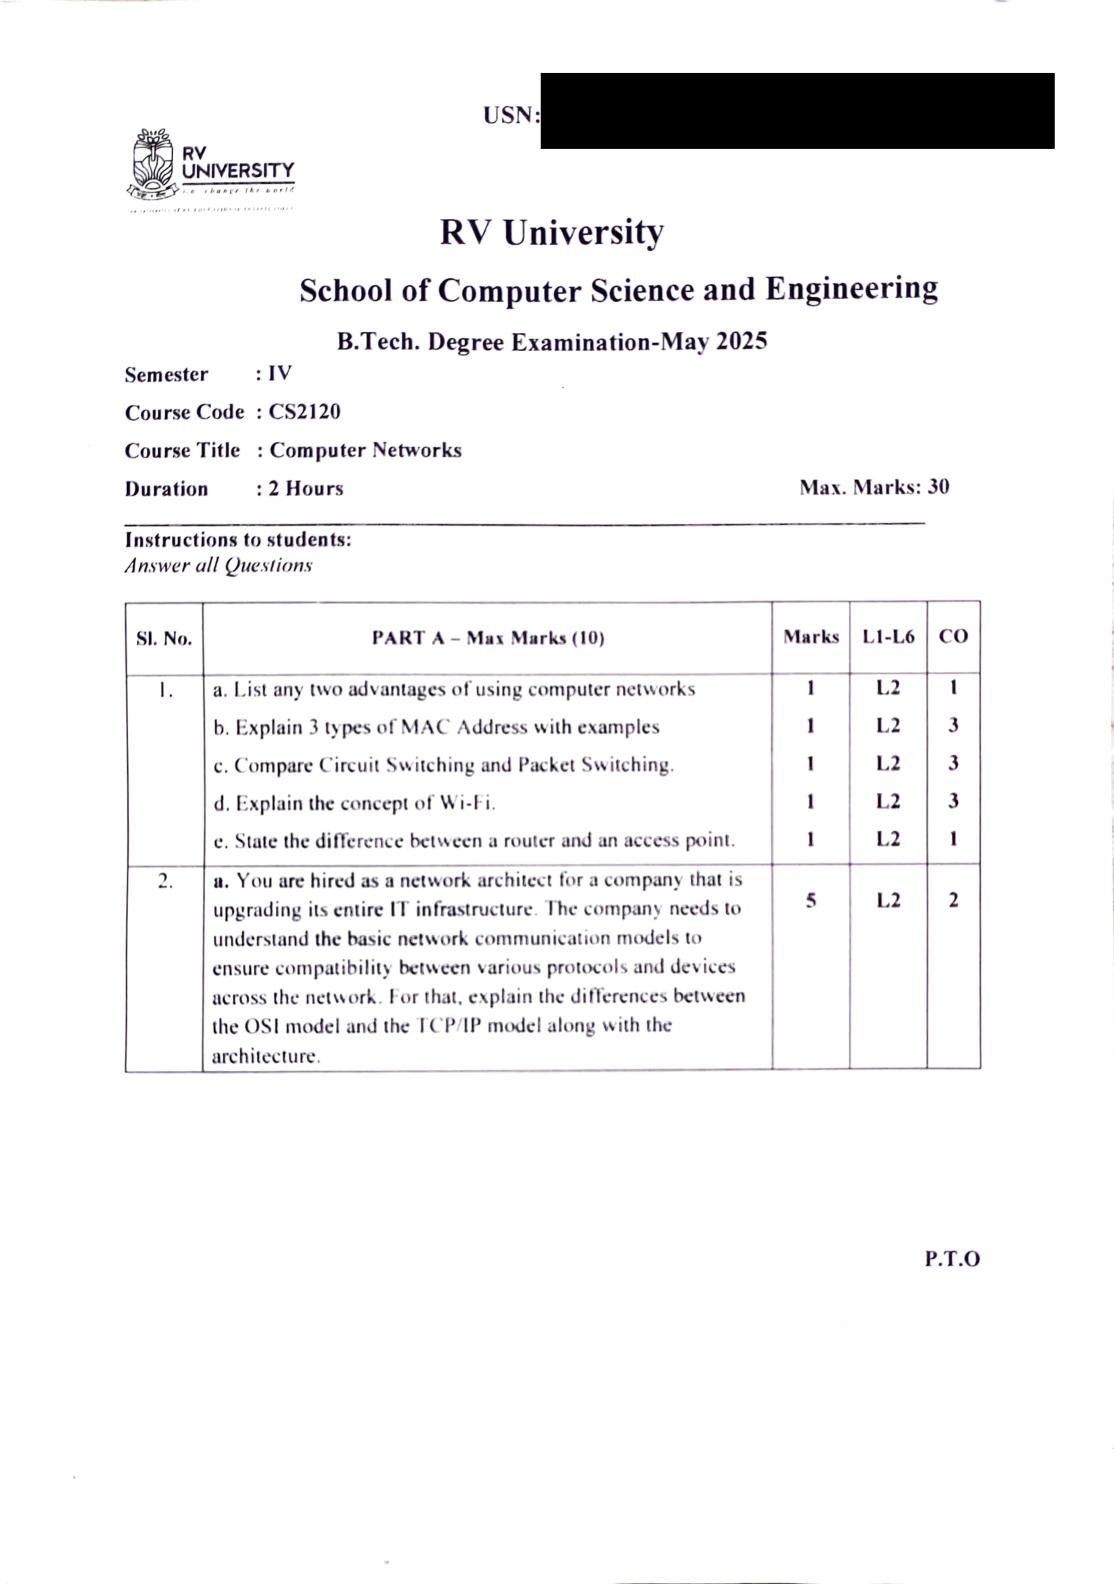 USN:
RV
UNIVERSITY
RV University
School of Computer Science and Engineering
B.Tech. Degree Examination-May 2025
Semester : IV
Course Code : CS2120
Course Title : Computer Networks
Duration : 2 Hours Max. Marks: 30
Instructions to students:
Answer all Questions
Sl. No. PART A – Max Marks (10) Marks L1-L6 CO
1. a. List any two advantages of using computer networks 1 L2 1
b. Explain 3 types of MAC Address with examples 1 L2 3
c. Compare Circuit Switching and Packet Switching. 1 L2 3
d. Explain the concept of Wi-Fi. 1 L2 3
e. State the difference between a router and an access point. 1 L2 1
2. a. You are hired as a network architect for a company that is
upgrading its entire IT infrastructure. The company needs to 5 L2 2
understand the basic network communication models to
ensure compatibility between various protocols and devices
across the network. For that, explain the differences between
the OSI model and the TCP/IP model along with the
architecture.
P.T.O